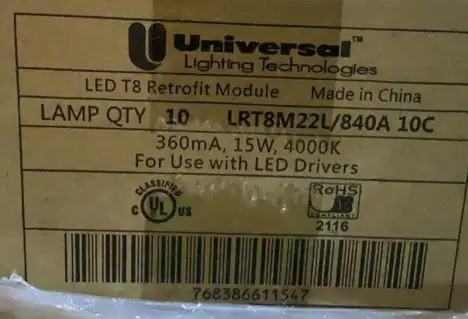 Universal™
Lighting Technologies
LED T8 Retrofit Module Made in China
LAMP QTY 10 LRT8M22L/840A 10C
360mA, 15W, 4000K
For Use with LED Drivers
CLASSIFIED
C UL US
RoHS
COMPLIANT
2116
768386611547